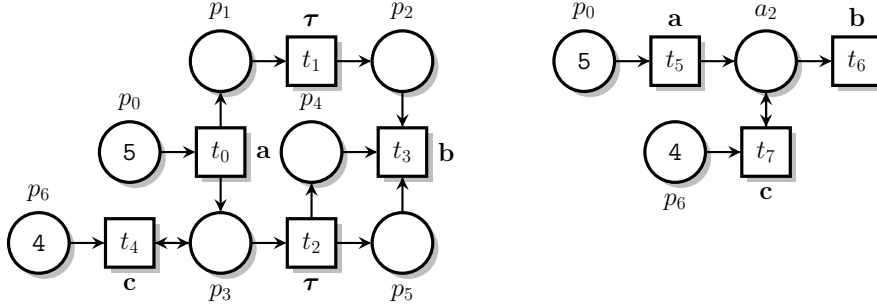 p₁ τ p₂ p₀ a a₂ b
t₁ 5 t₅ t₆
p₀ p₄
5 t₀ a t₃ b 4 t₇
p₆ p₆ c
4 t₄ t₂
c p₃ τ p₅